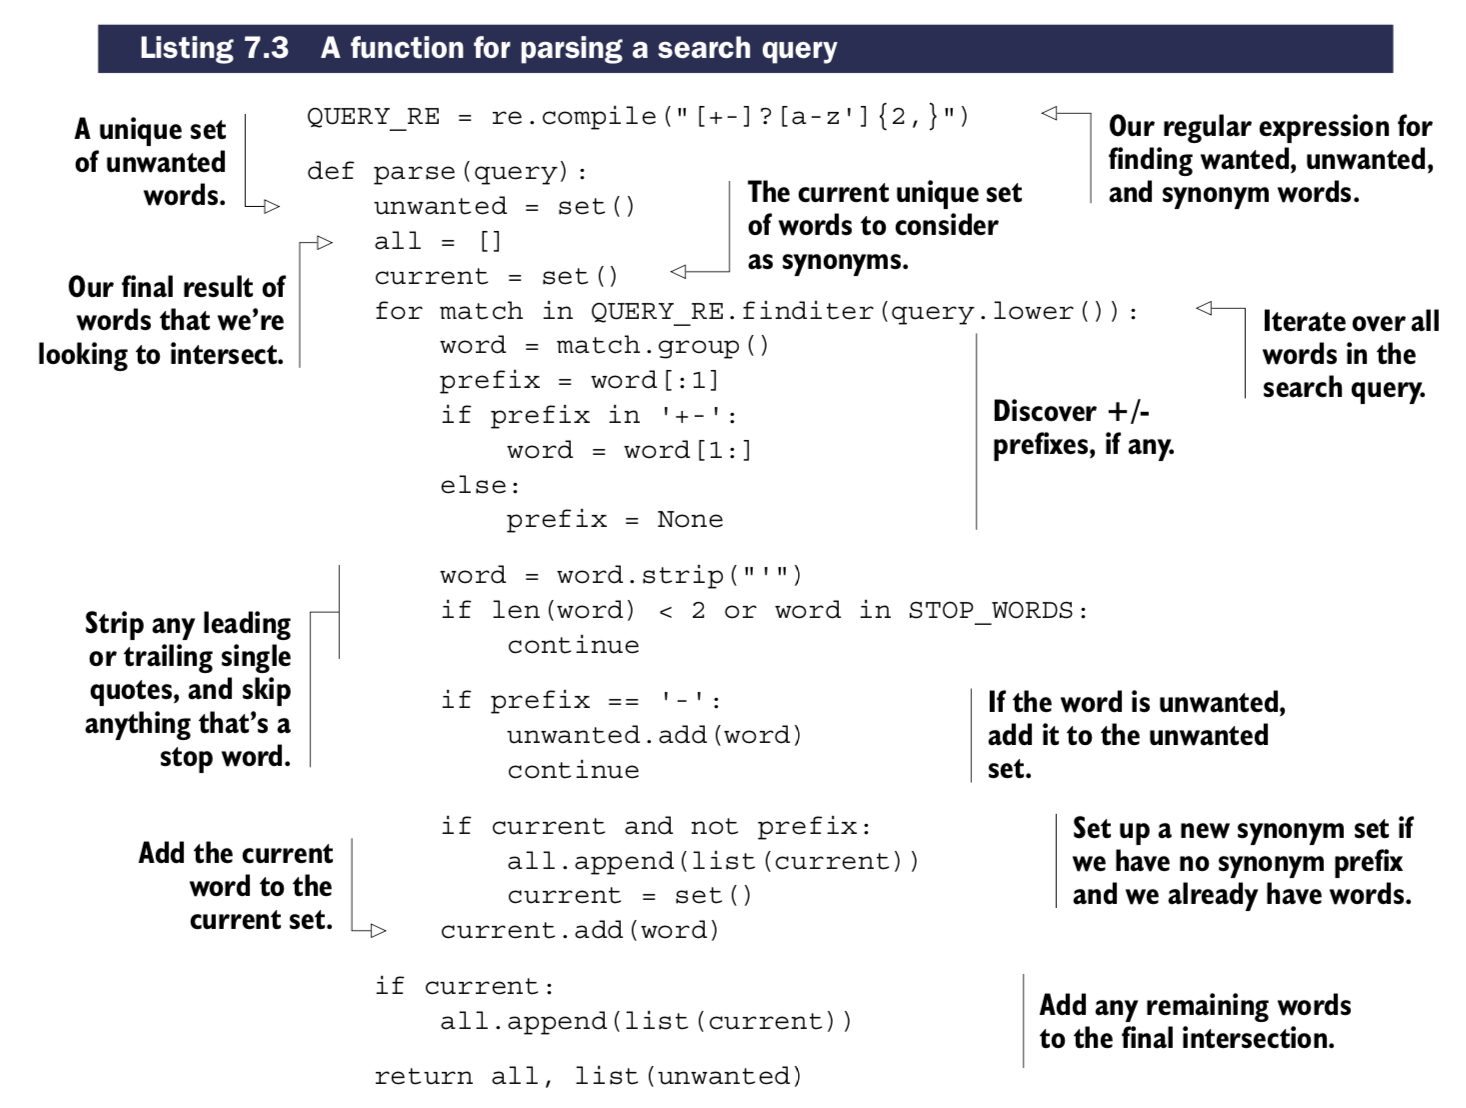 Listing 7.3 A function for parsing a search query
A unique set
of unwanted
words.
QUERY_RE = re.compile("[+-]?[a-z']{2,}")
Our regular expression for
finding wanted, unwanted,
and synonym words.
def parse(query):
    unwanted = set()
    all = []
    current = set()
The current unique set
of words to consider
as synonyms.
Our final result of
words that we're
looking to intersect.
    for match in QUERY_RE.finditer(query.lower()):
Iterate over all
words in the
search query.
        word = match.group()
        prefix = word[:1]
        if prefix in '+-':
            word = word[1:]
        else:
            prefix = None
Discover +/-
prefixes, if any.
        word = word.strip("'")
        if len(word) < 2 or word in STOP_WORDS:
            continue
Strip any leading
or trailing single
quotes, and skip
anything that's a
stop word.
        if prefix == '-':
            unwanted.add(word)
            continue
If the word is unwanted,
add it to the unwanted
set.
        if current and not prefix:
            all.append(list(current))
            current = set()
        current.add(word)
Set up a new synonym set if
we have no synonym prefix
and we already have words.
Add the current
word to the
current set.
    if current:
        all.append(list(current))
Add any remaining words
to the final intersection.
    return all, list(unwanted)